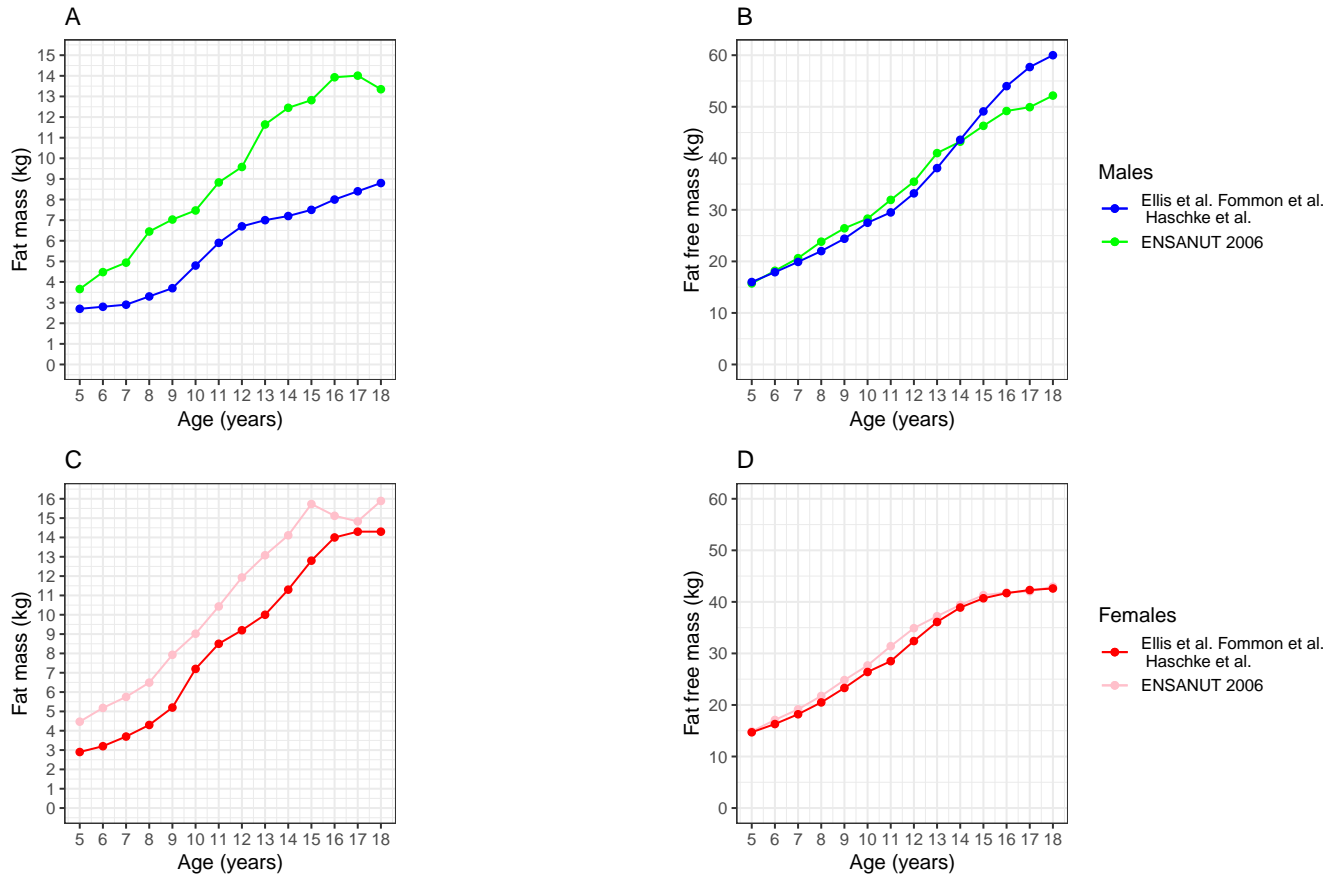 A
Fat mass (kg)
15
14
13
12
11
10
9
8
7
6
5
4
3
2
1
0
5 6 7 8 9 10 11 12 13 14 15 16 17 18
Age (years)
B
Fat free mass (kg)
60
50
40
30
20
10
0
5 6 7 8 9 10 11 12 13 14 15 16 17 18
Age (years)
Males
Ellis et al. Fommon et al.
Haschke et al.
ENSANUT 2006
C
Fat mass (kg)
16
15
14
13
12
11
10
9
8
7
6
5
4
3
2
1
0
5 6 7 8 9 10 11 12 13 14 15 16 17 18
Age (years)
D
Fat free mass (kg)
60
50
40
30
20
10
0
5 6 7 8 9 10 11 12 13 14 15 16 17 18
Age (years)
Females
Ellis et al. Fommon et al.
Haschke et al.
ENSANUT 2006